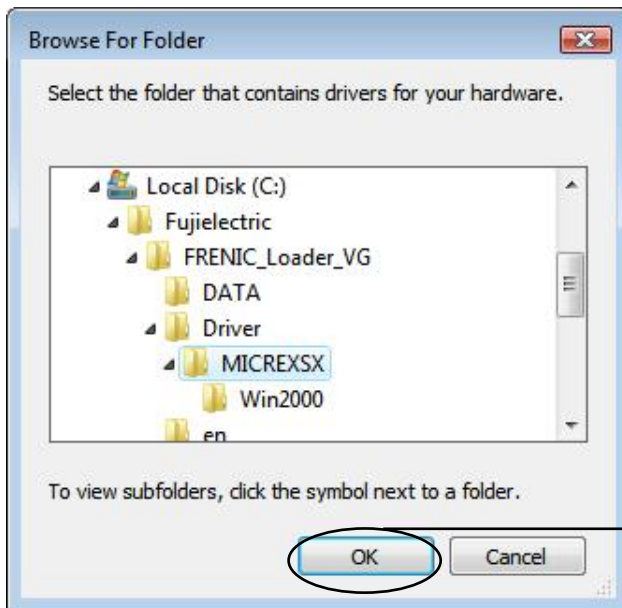 Browse For Folder
Select the folder that contains drivers for your hardware.
Local Disk (C:)
Fujielectric
FRENIC_Loader_VG
DATA
Driver
MICREXSX
Win2000
en
To view subfolders, click the symbol next to a folder.
OK Cancel